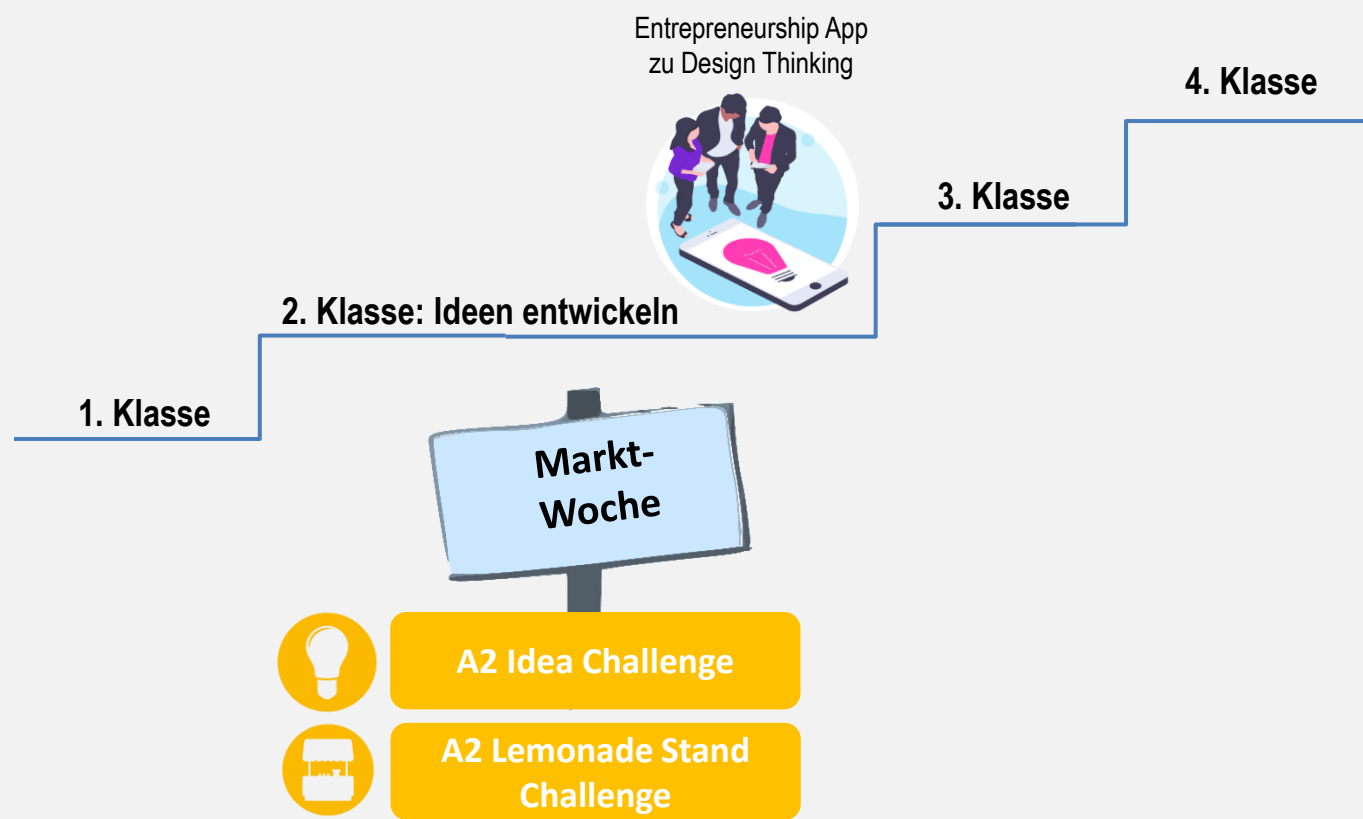 Entrepreneurship App
zu Design Thinking
4. Klasse
3. Klasse
2. Klasse: Ideen entwickeln
1. Klasse
Markt-
Woche
A2 Idea Challenge
A2 Lemonade Stand
Challenge